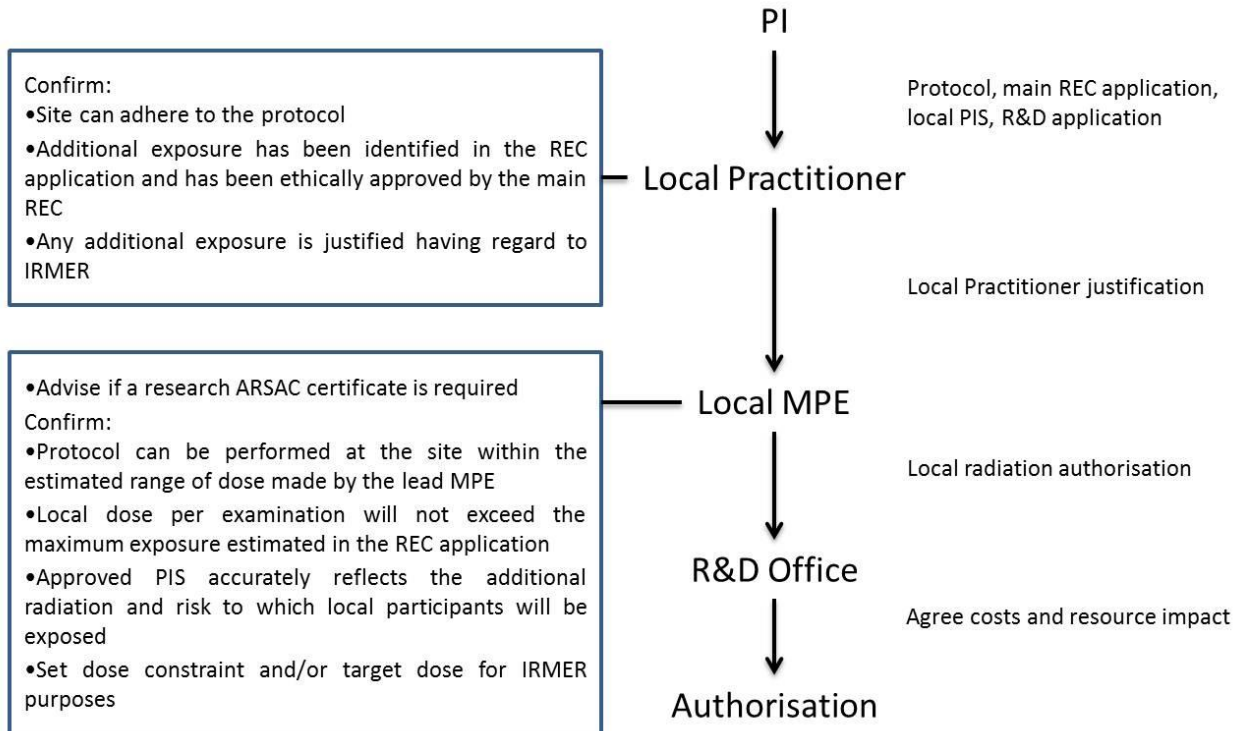 PI
Protocol, main REC application,
local PIS, R&D application
Confirm:
•Site can adhere to the protocol
•Additional exposure has been identified in the REC
application and has been ethically approved by the main
REC
•Any additional exposure is justified having regard to
IRMER
Local Practitioner
Local Practitioner justification
•Advise if a research ARSAC certificate is required
Confirm:
•Protocol can be performed at the site within the
estimated range of dose made by the lead MPE
•Local dose per examination will not exceed the
maximum exposure estimated in the REC application
•Approved PIS accurately reflects the additional
radiation and risk to which local participants will be
exposed
•Set dose constraint and/or target dose for IRMER
purposes
Local MPE
Local radiation authorisation
R&D Office
Agree costs and resource impact
Authorisation